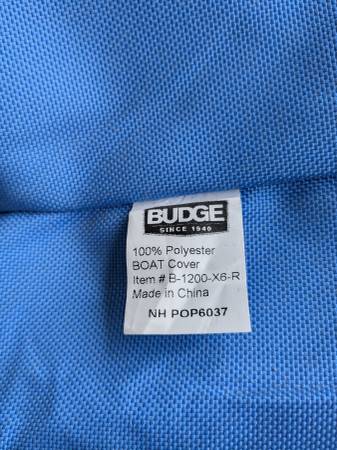 BUDGE
SINCE 1940
100% Polyester
BOAT Cover
Item # B-1200-X6-R
Made in China
NH POP6037